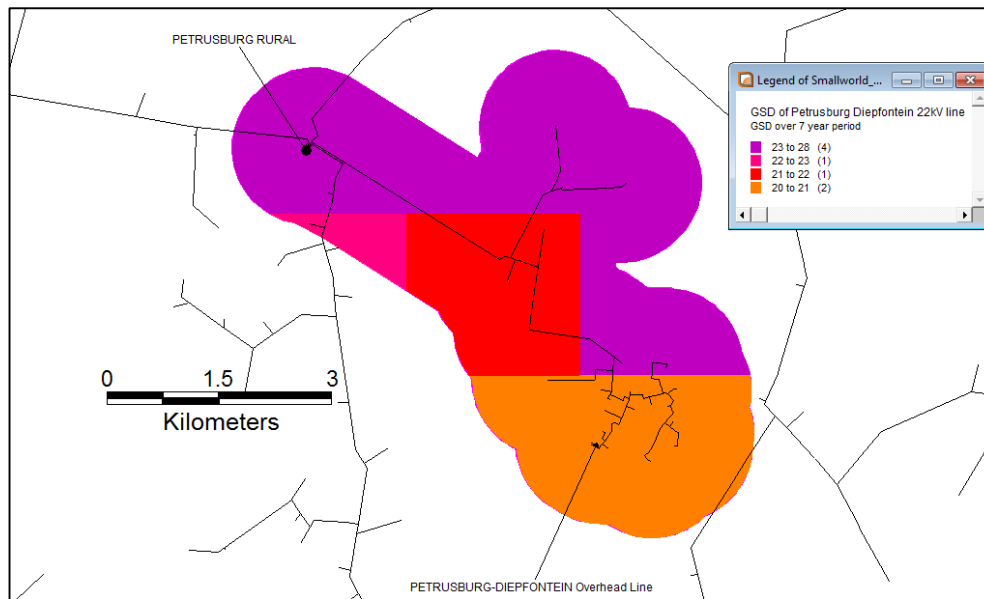 PETRUSBURG RURAL
Legend of Smallworld_...
GSD of Petrusburg Diepfontein 22kV line
GSD over 7 year period
23 to 28 (4)
22 to 23 (1)
21 to 22 (1)
20 to 21 (2)
0 1.5 3
Kilometers
PETRUSBURG-DIEPFONTEIN Overhead Line